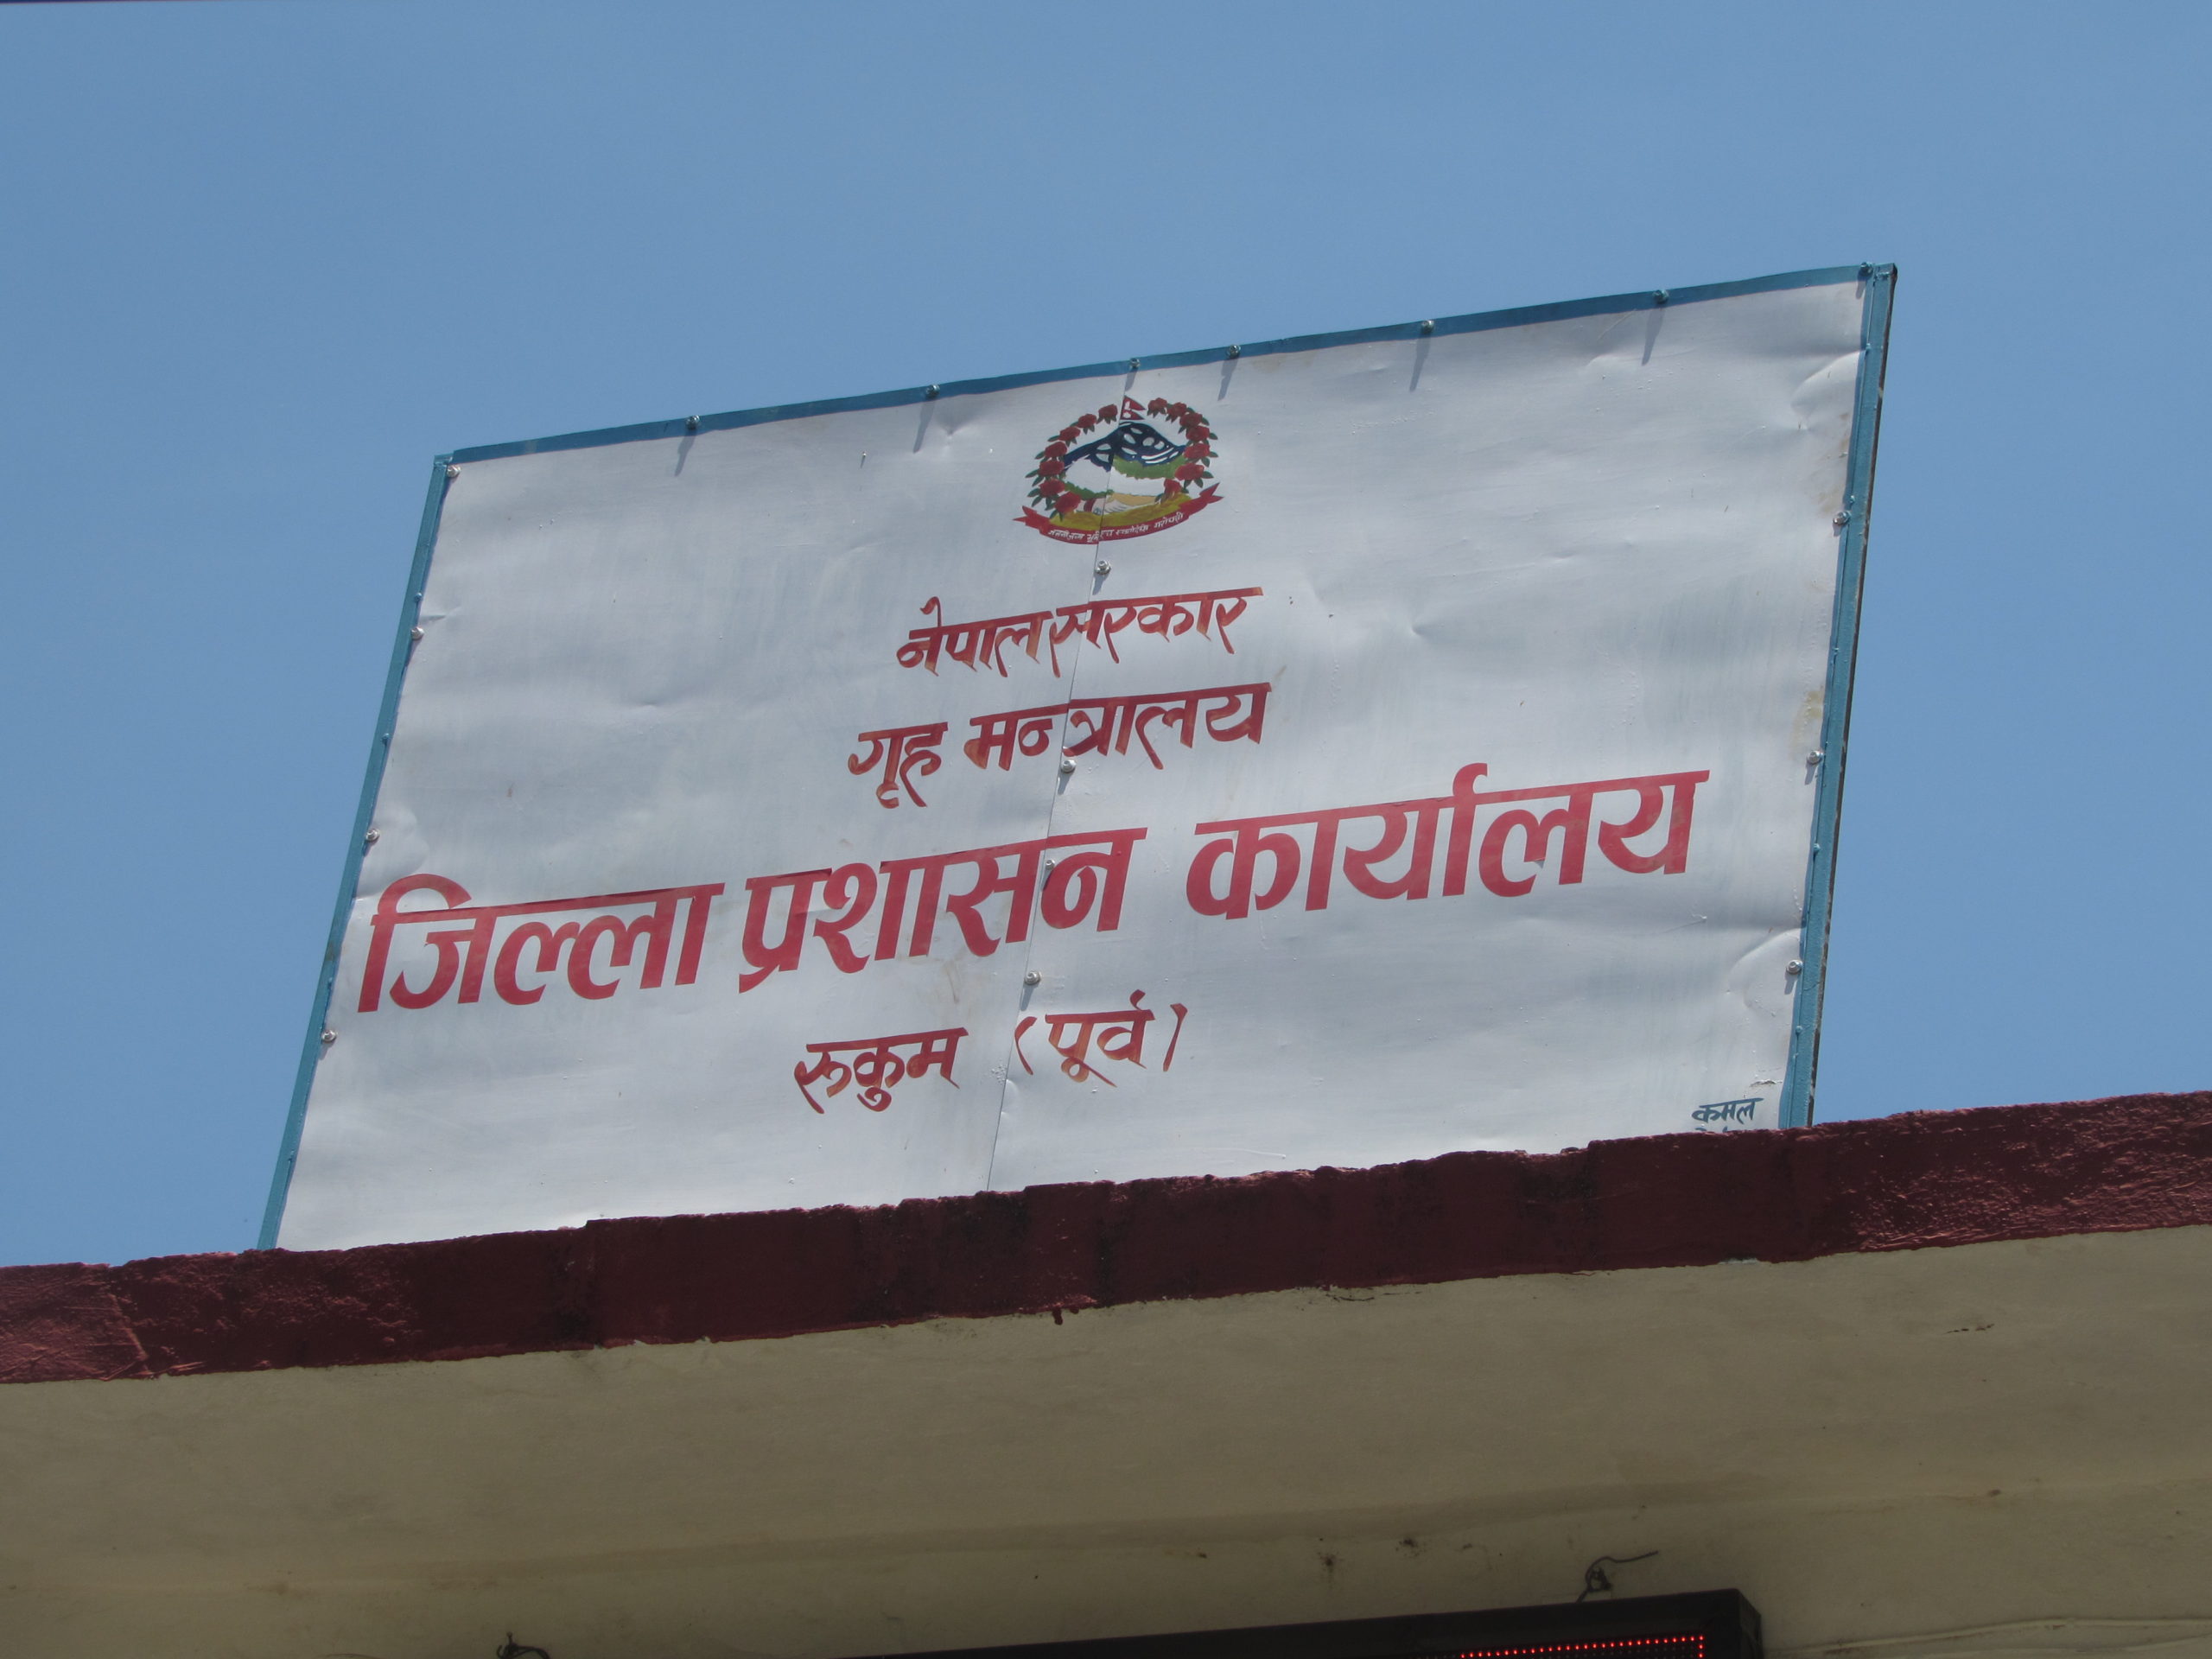 नेपाल सरकार
गृह मन्त्रालय
जिल्ला प्रशासन कार्यालय
रुकुम (पूर्व)
कमल